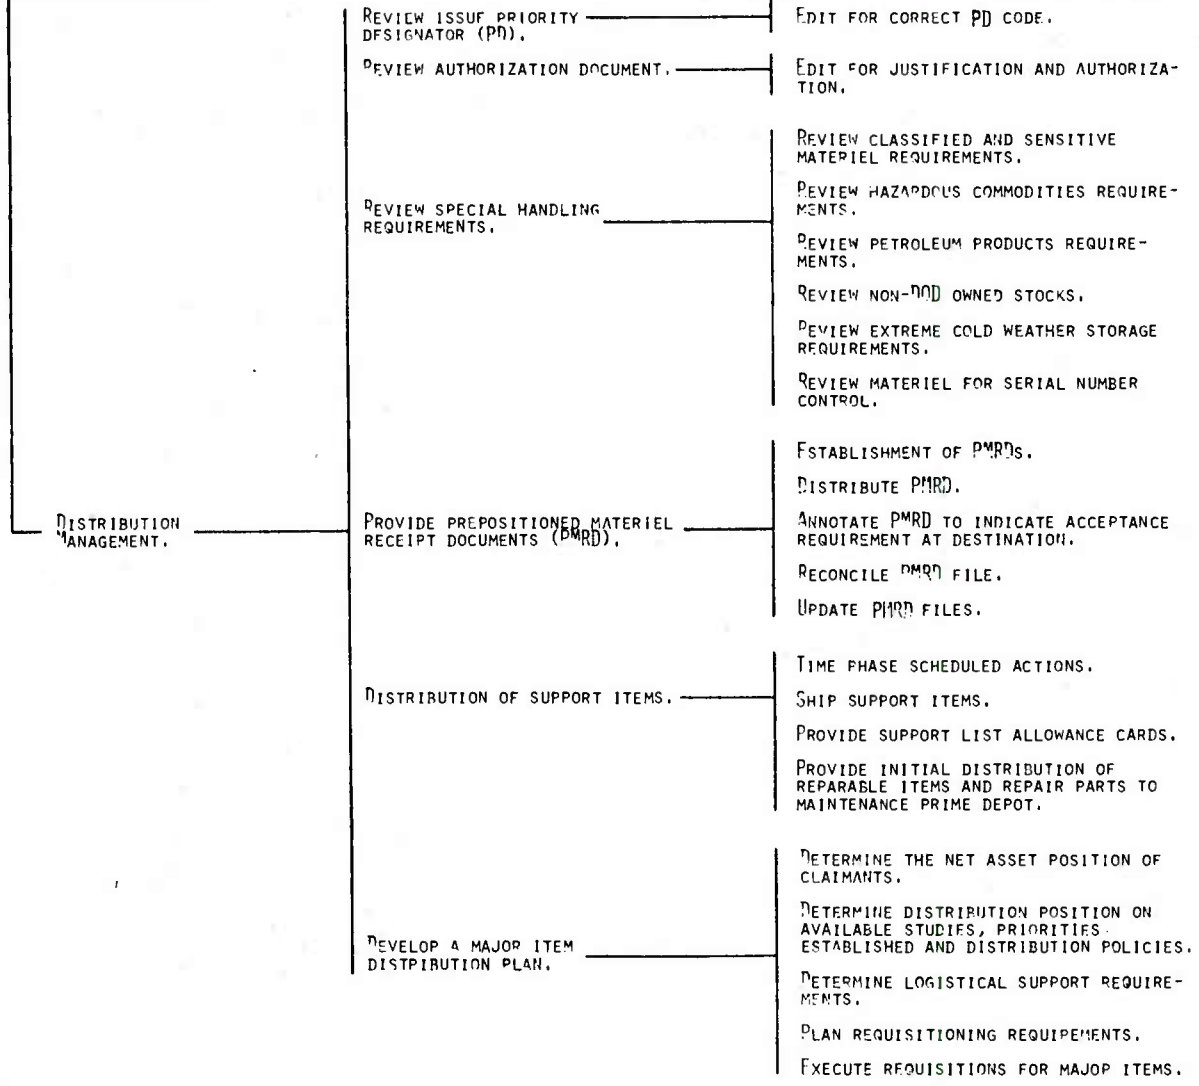 REVIEW ISSUE PRIORITY
DESIGNATOR (PD).
EDIT FOR CORRECT PD CODE.
REVIEW AUTHORIZATION DOCUMENT.
EDIT FOR JUSTIFICATION AND AUTHORIZA-
TION.
REVIEW SPECIAL HANDLING
REQUIREMENTS.
REVIEW CLASSIFIED AND SENSITIVE
MATERIEL REQUIREMENTS.
REVIEW HAZARDOUS COMMODITIES REQUIRE-
MENTS.
REVIEW PETROLEUM PRODUCTS REQUIRE-
MENTS.
REVIEW NON-DOD OWNED STOCKS.
REVIEW EXTREME COLD WEATHER STORAGE
REQUIREMENTS.
REVIEW MATERIEL FOR SERIAL NUMBER
CONTROL.
DISTRIBUTION
MANAGEMENT.
PROVIDE PREPOSITIONED MATERIEL
RECEIPT DOCUMENTS (PMRD).
ESTABLISHMENT OF PMRDS.
DISTRIBUTE PMRD.
ANNOTATE PMRD TO INDICATE ACCEPTANCE
REQUIREMENT AT DESTINATION.
RECONCILE PMRD FILE.
UPDATE PMRD FILES.
DISTRIBUTION OF SUPPORT ITEMS.
TIME PHASE SCHEDULED ACTIONS.
SHIP SUPPORT ITEMS.
PROVIDE SUPPORT LIST ALLOWANCE CARDS.
PROVIDE INITIAL DISTRIBUTION OF
REPARABLE ITEMS AND REPAIR PARTS TO
MAINTENANCE PRIME DEPOT.
DEVELOP A MAJOR ITEM
DISTRIBUTION PLAN.
DETERMINE THE NET ASSET POSITION OF
CLAIMANTS.
DETERMINE DISTRIBUTION POSITION ON
AVAILABLE STUDIES, PRIORITIES
ESTABLISHED AND DISTRIBUTION POLICIES.
DETERMINE LOGISTICAL SUPPORT REQUIRE-
MENTS.
PLAN REQUISITIONING REQUIREMENTS.
EXECUTE REQUISITIONS FOR MAJOR ITEMS.